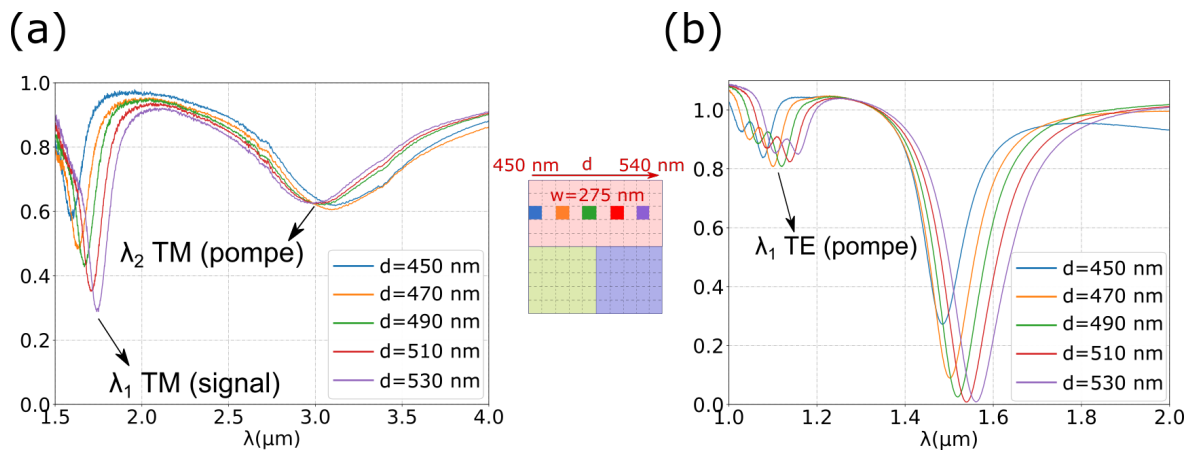 (a)
1.0
0.8
0.6
0.4
0.2
0.0
1.5 2.0 2.5 3.0 3.5 4.0
λ(μm)
λ₂ TM (pompe)
λ₁ TM (signal)
d=450 nm
d=470 nm
d=490 nm
d=510 nm
d=530 nm
450 nm d 540 nm
w=275 nm
(b)
1.0
0.8
0.6
0.4
0.2
0.0
1.0 1.2 1.4 1.6 1.8 2.0
λ(μm)
λ₁ TE (pompe)
d=450 nm
d=470 nm
d=490 nm
d=510 nm
d=530 nm